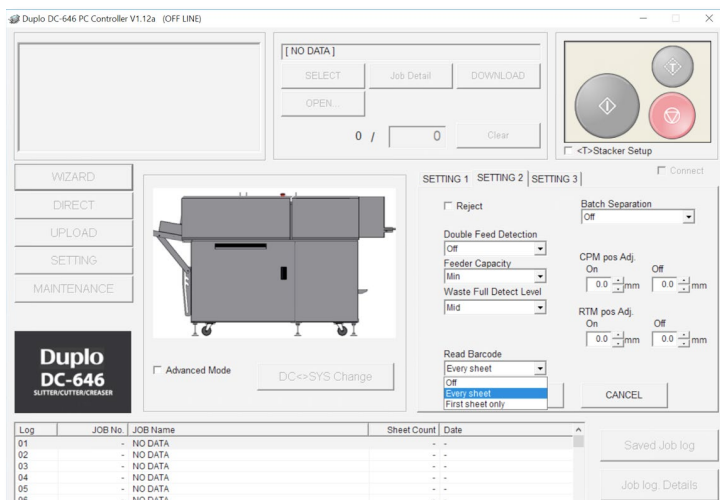 Duplo DC-646 PC Controller V1.12a (OFF LINE)
[ NO DATA ]
SELECT
Job Detail
DOWNLOAD
OPEN...
0 / 0
Clear
<T>Stacker Setup
WIZARD
DIRECT
UPLOAD
SETTING
MAINTENANCE
Duplo
DC-646
SLITTER/CUTTER/CREASER
Advanced Mode
DC<>SYS Change
Connect
SETTING 1
SETTING 2
SETTING 3
Reject
Batch Separation
Off
Double Feed Detection
Off
Feeder Capacity
Min
Waste Full Detect Level
Mid
CPM pos Adj.
On Off
0.0 mm 0.0 mm
RTM pos Adj.
On Off
0.0 mm 0.0 mm
Read Barcode
Every sheet
Off
Every sheet
First sheet only
CANCEL
Log JOB No. JOB Name Sheet Count Date
01 - NO DATA - -
02 - NO DATA - -
03 - NO DATA - -
04 - NO DATA - -
05 - NO DATA - -
06 - NO DATA - -
Saved Job log
Job log. Details